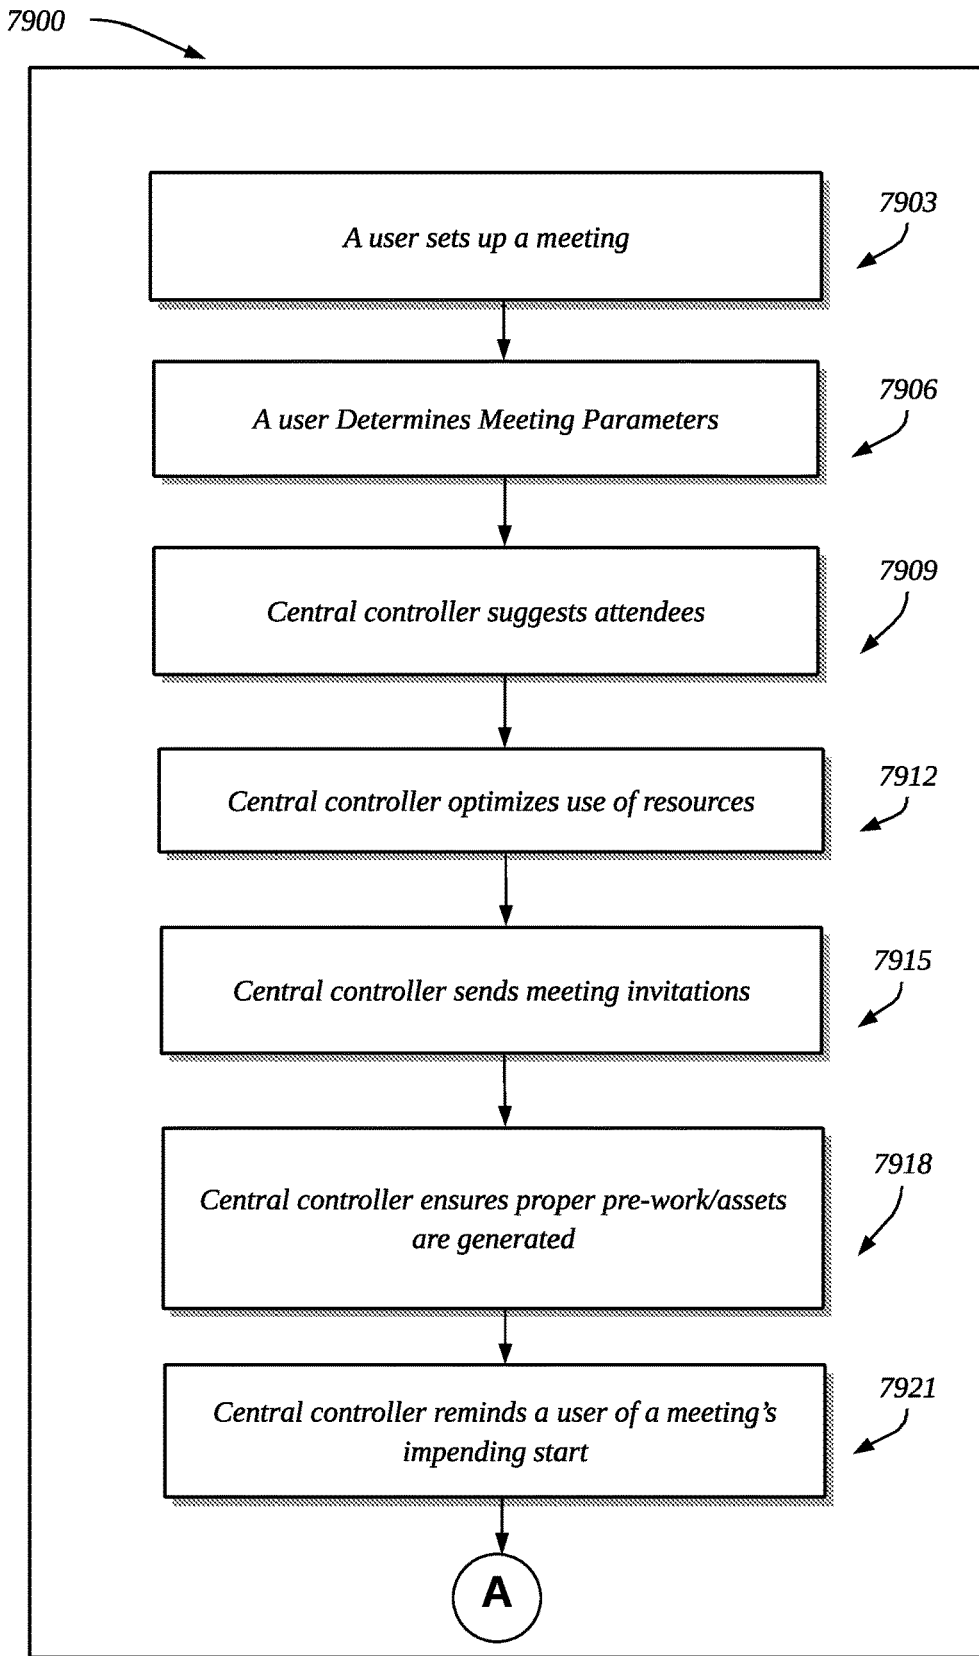 7900
A user sets up a meeting
7903
A user Determines Meeting Parameters
7906
Central controller suggests attendees
7909
Central controller optimizes use of resources
7912
Central controller sends meeting invitations
7915
Central controller ensures proper pre-work/assets
are generated
7918
Central controller reminds a user of a meeting’s
impending start
7921
A